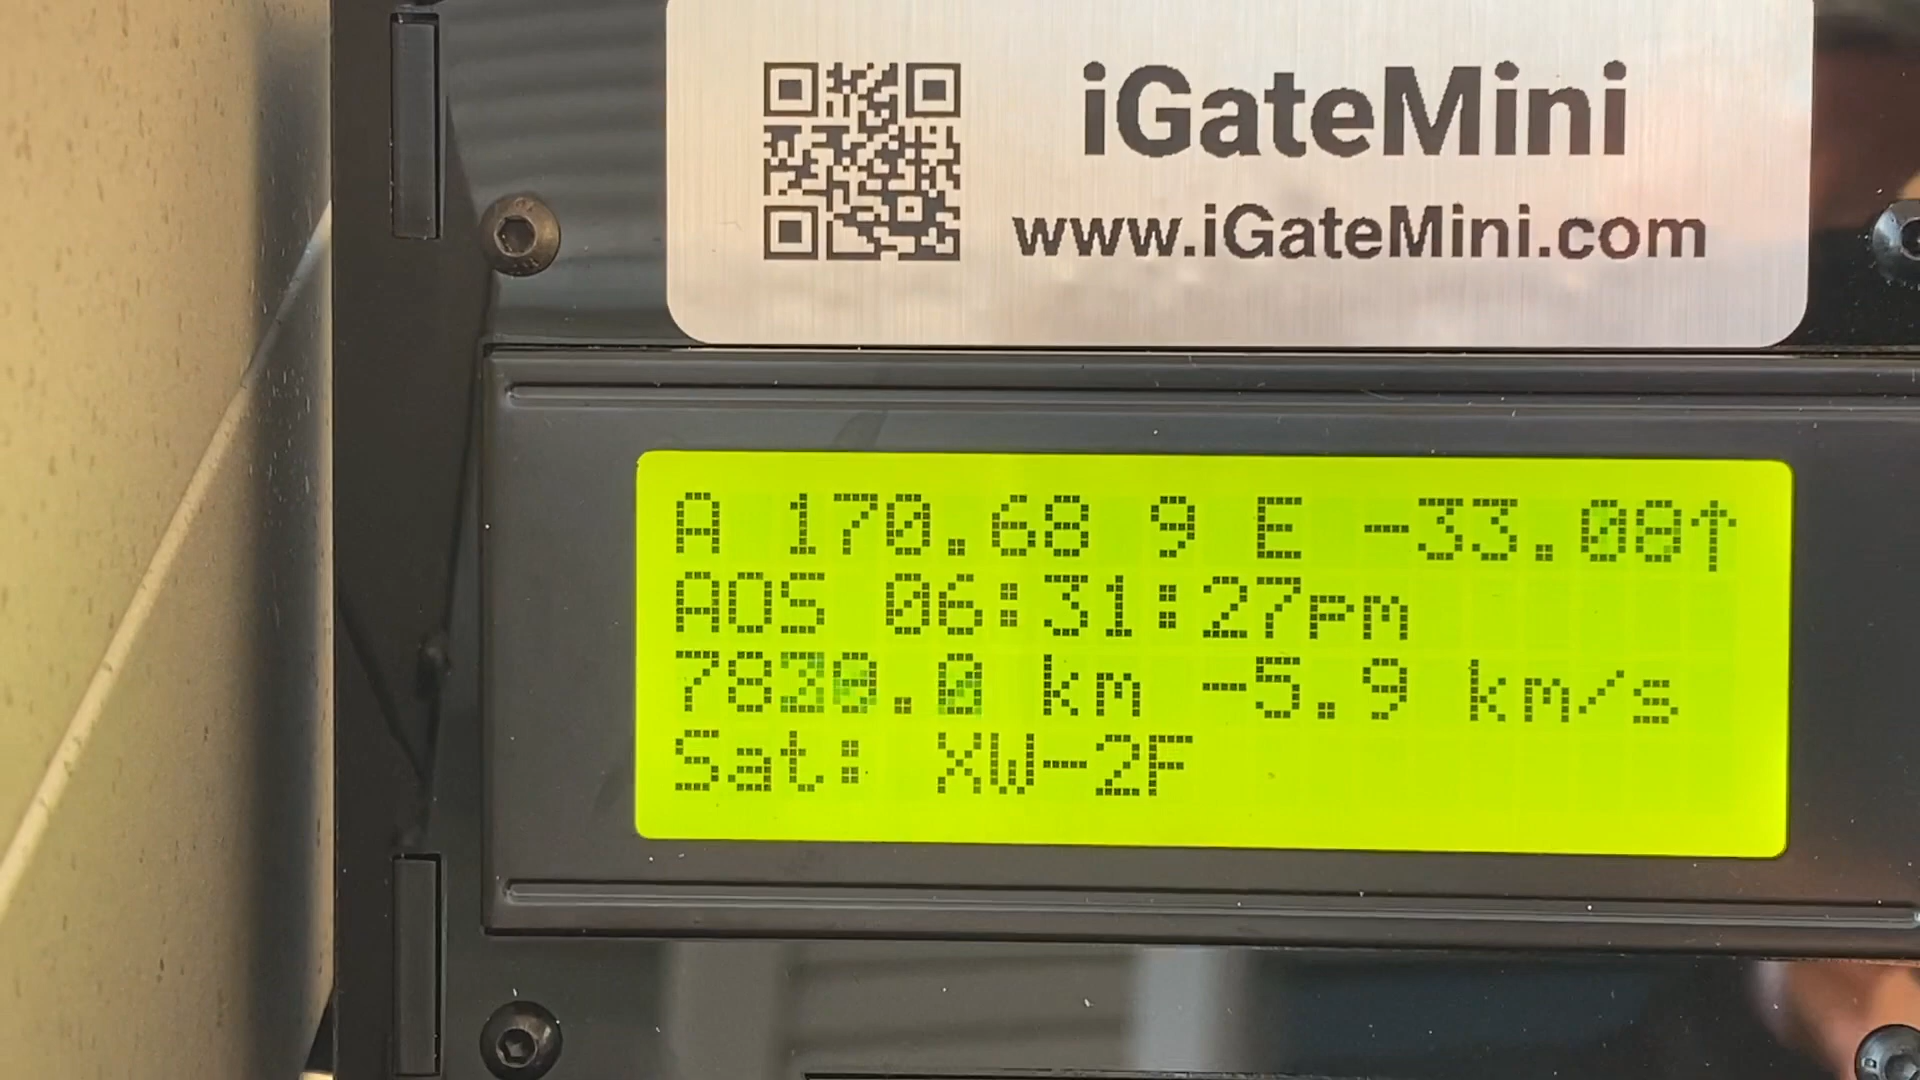 iGateMini
www.iGateMini.com
A 170.68 9 E -33.08↑
AOS 06:31:27pm
7830.0 km -5.9 km/s
Sat: XW-2F